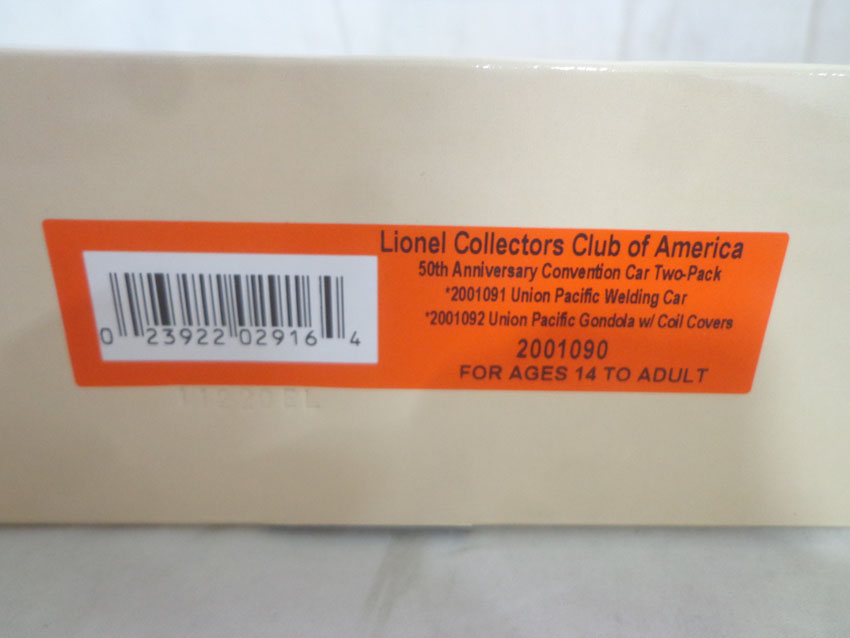 Lionel Collectors Club of America
50th Anniversary Convention Car Two-Pack
*2001091 Union Pacific Welding Car
*2001092 Union Pacific Gondola w/ Coil Covers
2001090
FOR AGES 14 TO ADULT
0 23922 02916 4